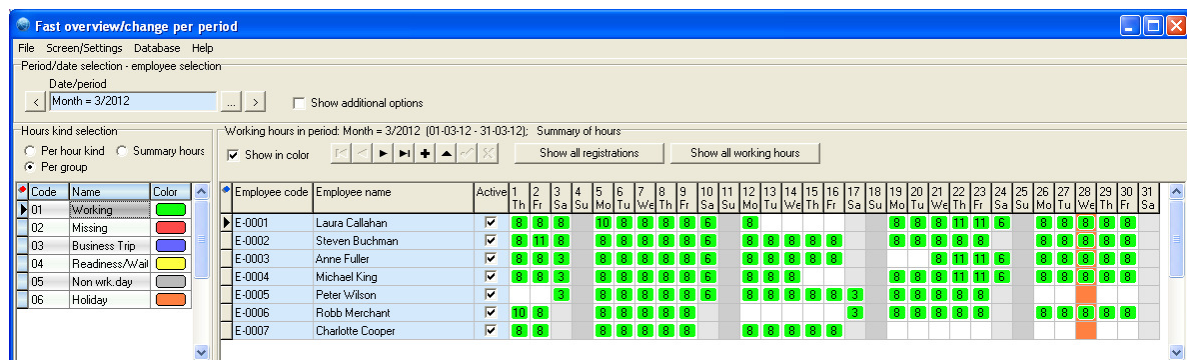 Fast overview/change per period
File Screen/Settings Database Help
Period/date selection - employee selection
Date/period
< Month = 3/2012 ... > Show additional options
Hours kind selection
Per hour kind Summary hours
Per group
Code Name Color
01 Working
02 Missing
03 Business Trip
04 Readiness/Wait
05 Non wrk.day
06 Holiday
Working hours in period: Month = 3/2012 (01-03-12 - 31-03-12); Summary of hours
Show in color Show all registrations Show all working hours
Employee code Employee name Active 1 2 3 4 5 6 7 8 9 10 11 12 13 14 15 16 17 18 19 20 21 22 23 24 25 26 27 28 29 30 31
Th Fr Sa Su Mo Tu We Th Fr Sa Su Mo Tu We Th Fr Sa Su Mo Tu We Th Fr Sa Su Mo Tu We Th Fr Sa
E-0001 Laura Callahan 8 8 3 10 8 8 8 8 6 8 8 8 8 11 11 6 8 8 8 8 8
E-0002 Steven Buchman 8 11 8 8 8 8 8 8 6 8 8 8 8 8 8 8 8 8 8 8 8 8 8 8
E-0003 Anne Fuller 8 8 3 8 8 8 8 8 6 8 8 8 8 8 8 11 11 6 8 8 8 8 8
E-0004 Michael King 8 8 3 8 8 8 8 8 6 8 8 8 8 8 8 11 11 6 8 8 8 8 8
E-0005 Peter Wilson 3 8 8 8 8 8 6 8 8 8 8 8 3 8 8 8 8 8
E-0006 Robb Merchant 10 8 8 8 8 8 8 3 8 8 8 8 8 8 8 8 8 8
E-0007 Charlotte Cooper 8 8 8 8 8 8 8 8 8 8 8 8